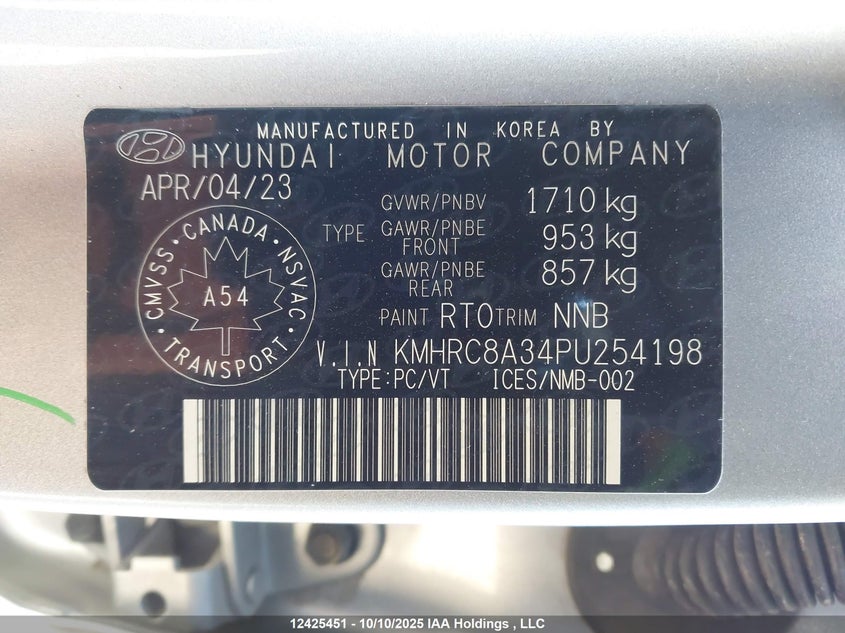 MANUFACTURED IN KOREA BY
HYUNDAI MOTOR COMPANY
APR/04/23
GVWR/PNBV 1710 kg
TYPE GAWR/PNBE FRONT 953 kg
GAWR/PNBE REAR 857 kg
CMVSS · CANADA · NSVAC · TRANSPORT ·
A54
PAINT RT0 TRIM NNB
V.I.N KMHRC8A34PU254198
TYPE:PC/VT ICES/NMB-002
12425451 - 10/10/2025 IAA Holdings , LLC